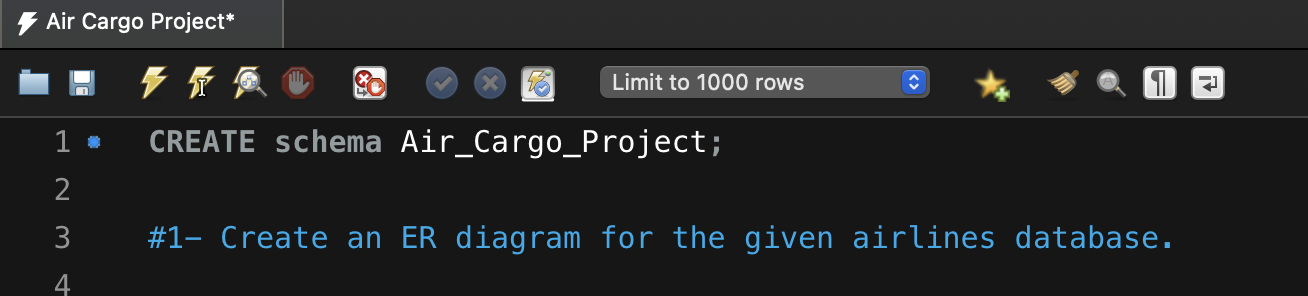 Air Cargo Project*
Limit to 1000 rows
1 CREATE schema Air_Cargo_Project;
2
3 #1- Create an ER diagram for the given airlines database.
4